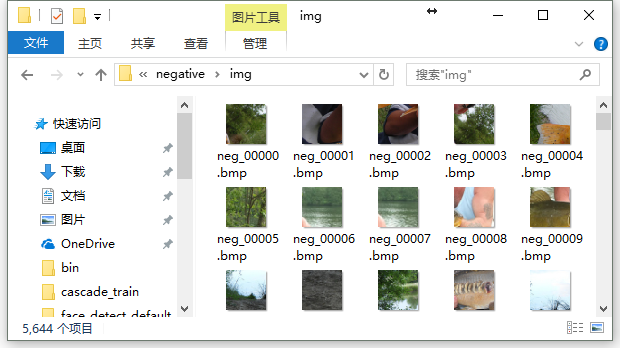 图片工具 img
文件 主页 共享 查看 管理
« negative › img 搜索"img"
快速访问
桌面
下载
文档
图片
OneDrive
bin
cascade_train
face_detect_default
neg_00000.bmp
neg_00001.bmp
neg_00002.bmp
neg_00003.bmp
neg_00004.bmp
neg_00005.bmp
neg_00006.bmp
neg_00007.bmp
neg_00008.bmp
neg_00009.bmp
5,644 个项目